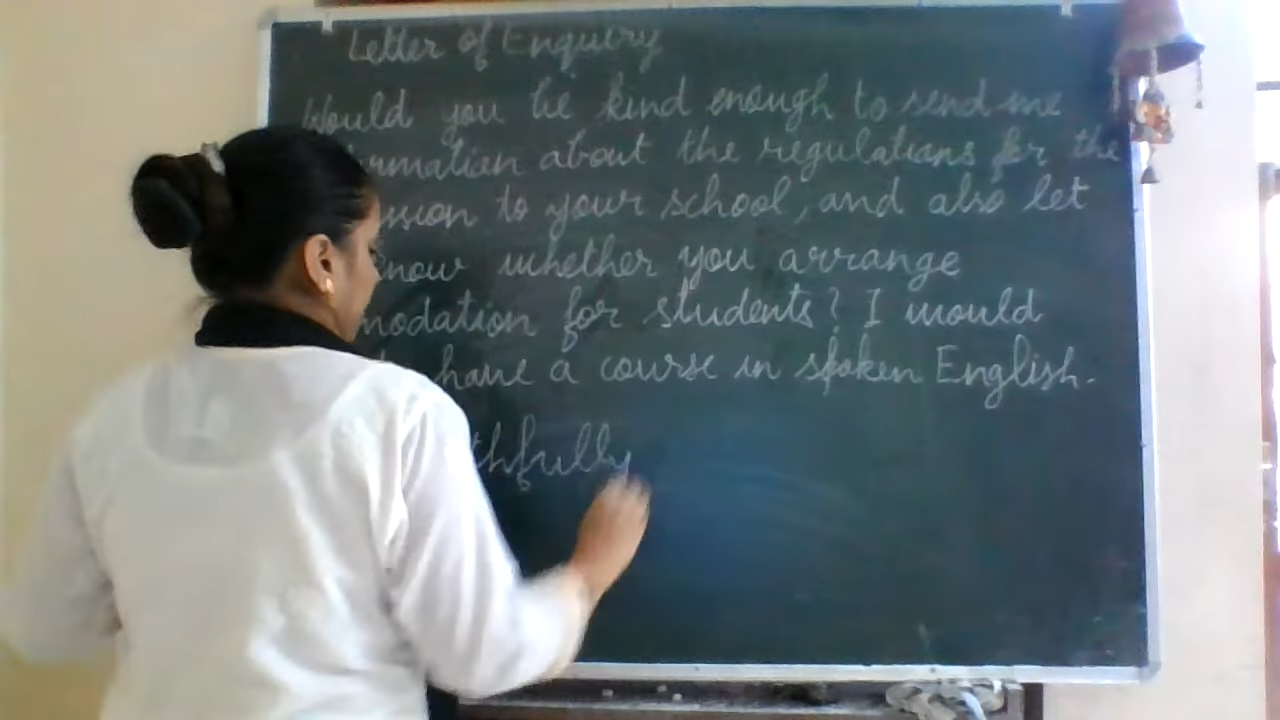 Letter of Enquiry
Would you be kind enough to send me
rmation about the regulations for the
ssion to your school, and also let
know whether you arrange
modation for students? I would
have a course in spoken English.
thfully